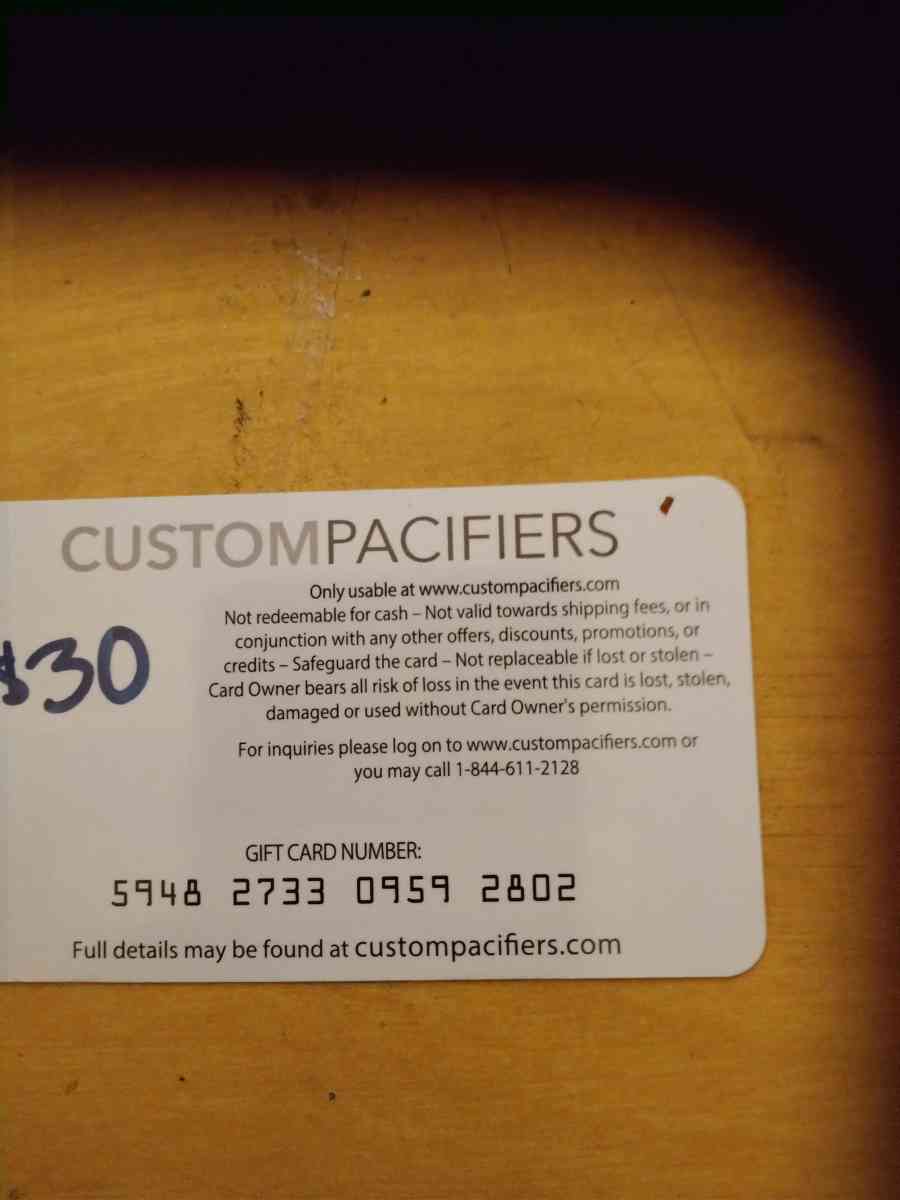 CUSTOMPACIFIERS
Only usable at www.custompacifiers.com
Not redeemable for cash – Not valid towards shipping fees, or in
conjunction with any other offers, discounts, promotions, or
credits – Safeguard the card – Not replaceable if lost or stolen –
Card Owner bears all risk of loss in the event this card is lost, stolen,
damaged or used without Card Owner's permission.
$30
For inquiries please log on to www.custompacifiers.com or
you may call 1-844-611-2128
GIFT CARD NUMBER:
5948 2733 0959 2802
Full details may be found at custompacifiers.com